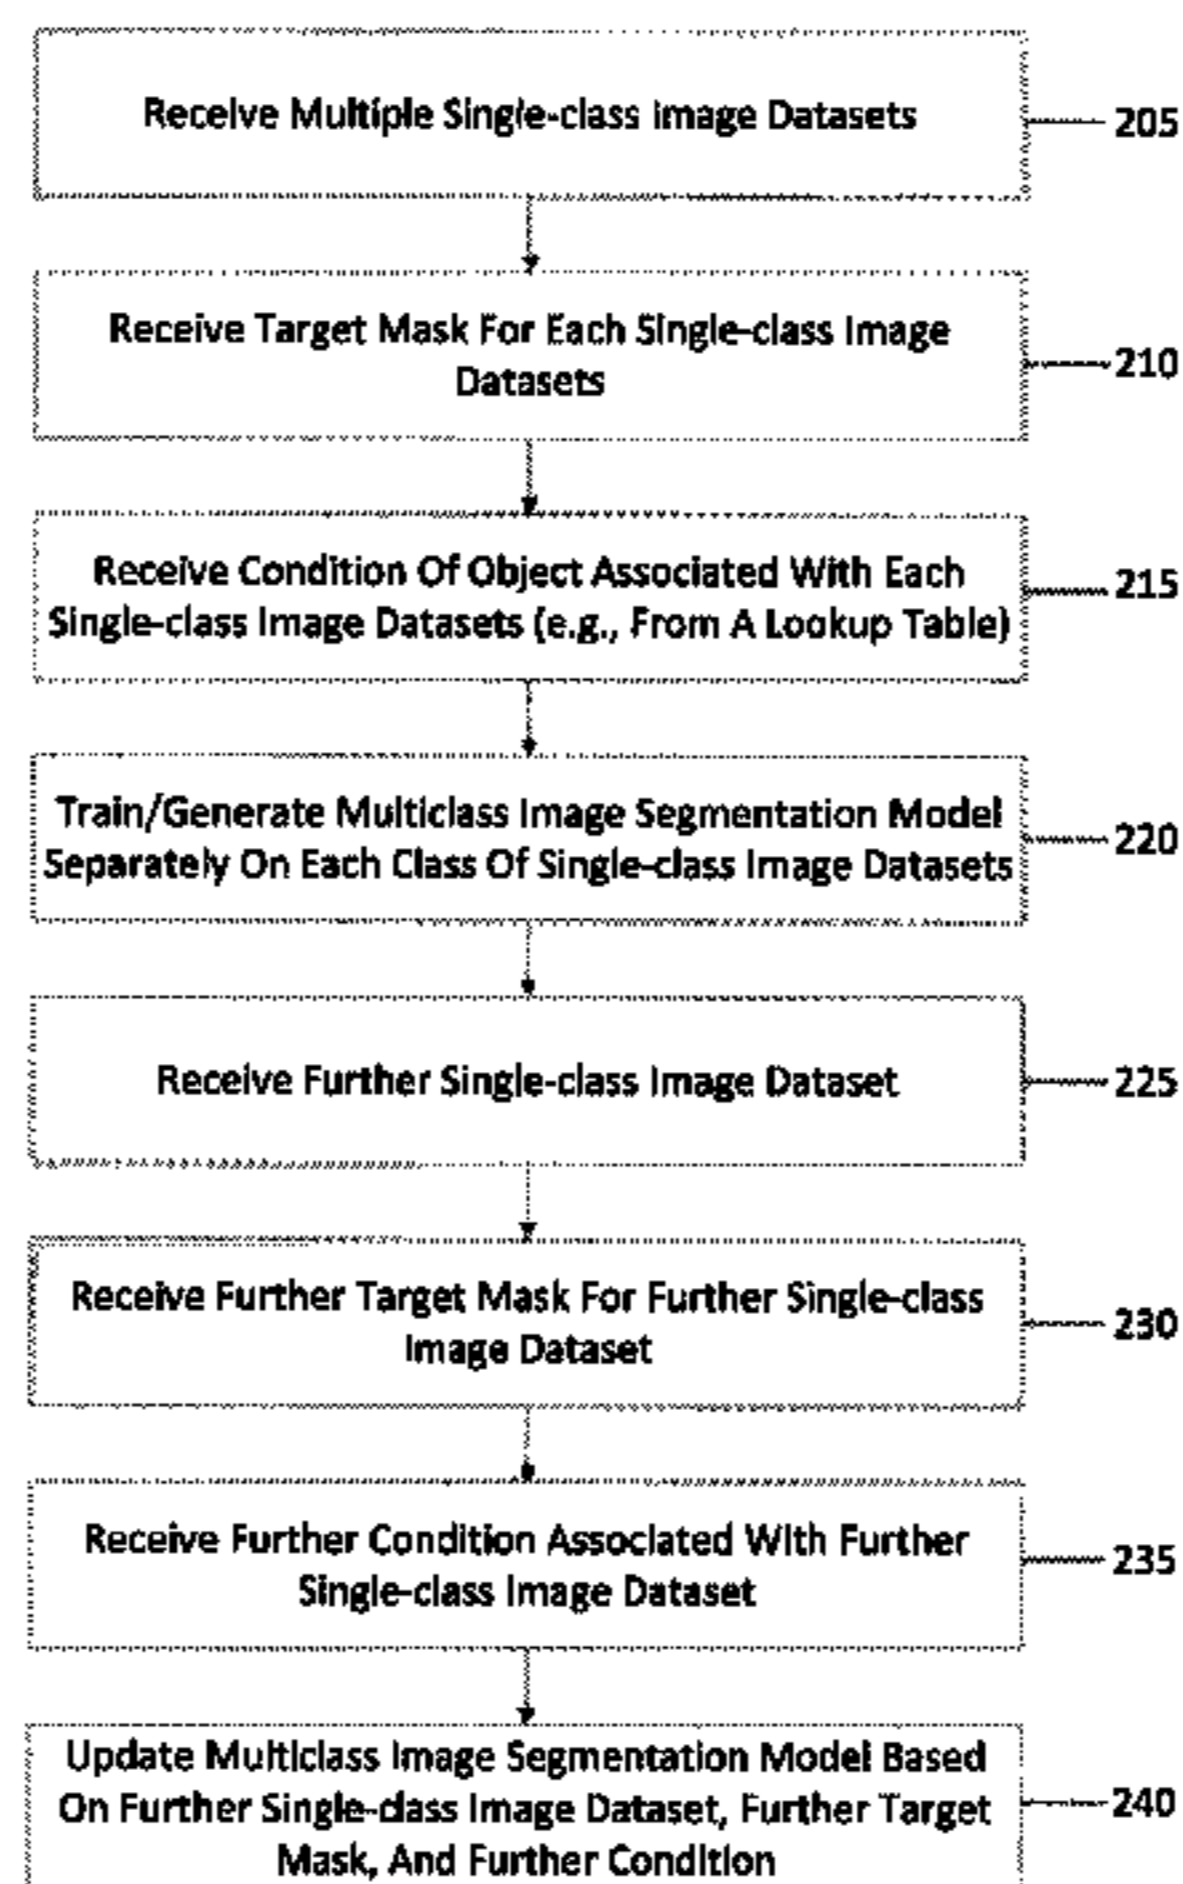 Receive Multiple Single-class Image Datasets
205
Receive Target Mask For Each Single-class Image
Datasets
210
Receive Condition Of Object Associated With Each
Single-class Image Datasets (e.g., From A Lookup Table)
215
Train/Generate Multiclass Image Segmentation Model
Separately On Each Class Of Single-class Image Datasets
220
Receive Further Single-class Image Dataset
225
Receive Further Target Mask For Further Single-class
Image Dataset
230
Receive Further Condition Associated With Further
Single-class Image Dataset
235
Update Multiclass Image Segmentation Model Based
On Further Single-class Image Dataset, Further Target
Mask, And Further Condition
240